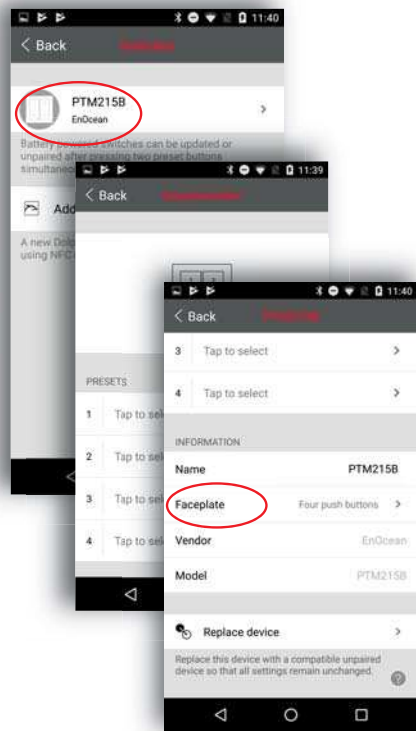 11:40
Back
PTM215B
EnOcean
Battery powered switches can be updated or
unpaired after pressing two preset buttons
simultaneo
Add
A new Dol
using NFC
11:39
Back
PRESETS
1 Tap to sel
2 Tap to sel
3 Tap to sel
4 Tap to sel
11:40
Back
3 Tap to select
4 Tap to select
INFORMATION
Name PTM215B
Faceplate Four push buttons
Vendor EnOcean
Model PTM215B
Replace device
Replace this device with a compatible unpaired
device so that all settings remain unchanged.
?